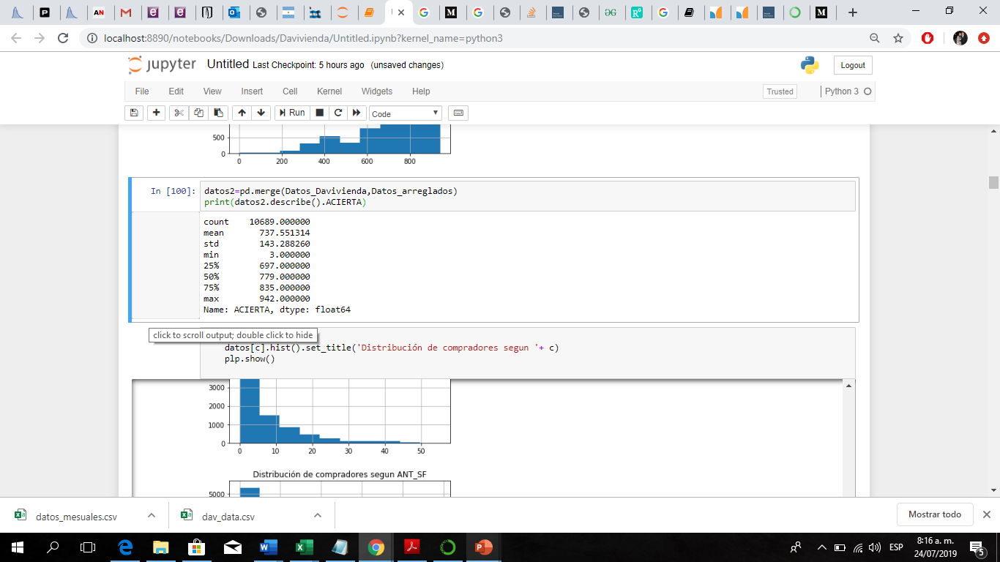 localhost:8890/notebooks/Downloads/Davivienda/Untitled.ipynb?kernel_name=python3
jupyter Untitled Last Checkpoint: 5 hours ago (unsaved changes) Logout
File Edit View Insert Cell Kernel Widgets Help Trusted Python 3
Run Code
500
0
0 200 400 600 800
In [100]: datos2=pd.merge(Datos_Davivienda,Datos_arreglados)
print(datos2.describe().ACIERTA)
count 10689.000000
mean 737.551314
std 143.288260
min 3.000000
25% 697.000000
50% 779.000000
75% 835.000000
max 942.000000
Name: ACIERTA, dtype: float64
click to scroll output; double click to hide
datos[c].hist().set_title('Distribución de compradores segun '+ c)
plp.show()
3000
2000
1000
0
0 10 20 30 40 50
Distribución de compradores segun ANT_SF
5000
datos_mesuales.csv dav_data.csv Mostrar todo
ESP 8:16 a. m.
24/07/2019 5